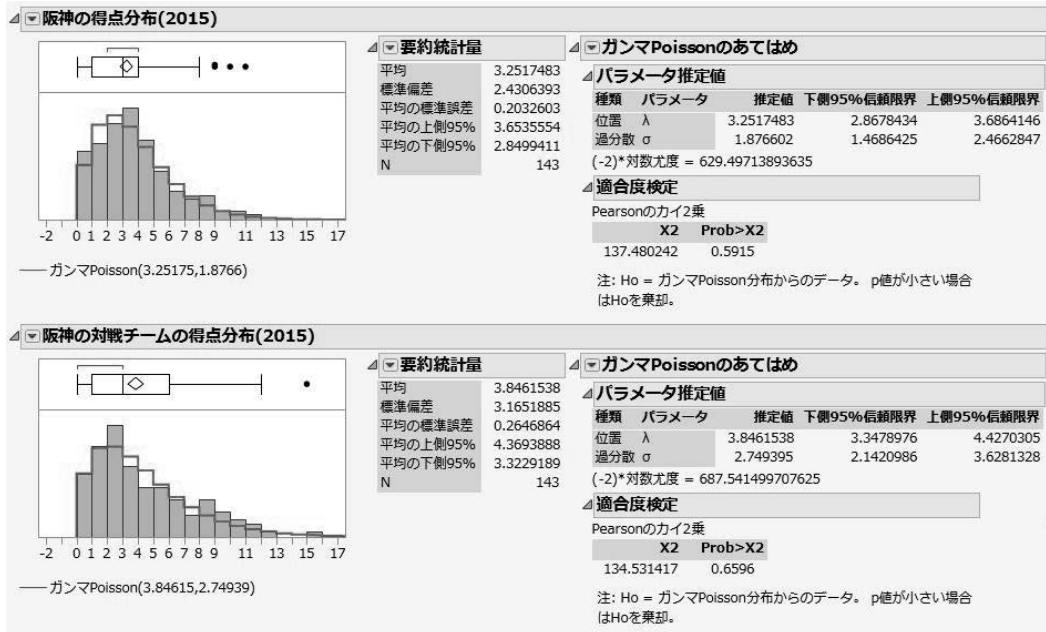 阪神の得点分布(2015)
-2 0 1 2 3 4 5 6 7 8 9 11 13 15 17
ガンマPoisson(3.25175,1.8766)
要約統計量
平均 3.2517483
標準偏差 2.4306393
平均の標準誤差 0.2032603
平均の上側95% 3.6535554
平均の下側95% 2.8499411
N 143
ガンマPoissonのあてはめ
パラメータ推定値
種類 パラメータ 推定値 下側95%信頼限界 上側95%信頼限界
位置 λ 3.2517483 2.8678434 3.6864146
過分散 σ 1.876602 1.4686425 2.4662847
(-2)*対数尤度 = 629.49713893635
適合度検定
Pearsonのカイ2乗
X2 Prob>X2
137.480242 0.5915
注: Ho = ガンマPoisson分布からのデータ。 p値が小さい場合
はHoを棄却。
阪神の対戦チームの得点分布(2015)
-2 0 1 2 3 4 5 6 7 8 9 11 13 15 17
ガンマPoisson(3.84615,2.74939)
要約統計量
平均 3.8461538
標準偏差 3.1651885
平均の標準誤差 0.2646864
平均の上側95% 4.3693888
平均の下側95% 3.3229189
N 143
ガンマPoissonのあてはめ
パラメータ推定値
種類 パラメータ 推定値 下側95%信頼限界 上側95%信頼限界
位置 λ 3.8461538 3.3478976 4.4270305
過分散 σ 2.749395 2.1420986 3.6281328
(-2)*対数尤度 = 687.541499707625
適合度検定
Pearsonのカイ2乗
X2 Prob>X2
134.531417 0.6596
注: Ho = ガンマPoisson分布からのデータ。 p値が小さい場合
はHoを棄却。